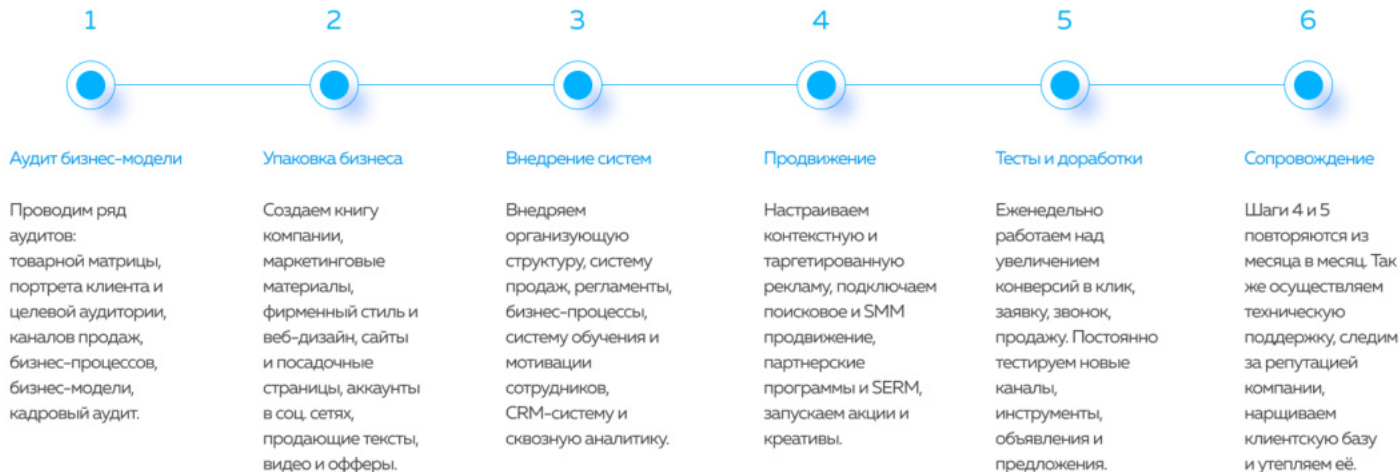 1
2
3
4
5
6
Аудит бизнес-модели
Проводим ряд
аудитов:
товарной матрицы,
портрета клиента и
целевой аудитории,
каналов продаж,
бизнес-процессов,
бизнес-модели,
кадровый аудит.
Упаковка бизнеса
Создаем книгу
компании,
маркетинговые
материалы,
фирменный стиль и
веб-дизайн, сайты
и посадочные
страницы, аккаунты
в соц. сетях,
продающие тексты,
видео и офферы.
Внедрение систем
Внедряем
организующую
структуру, систему
продаж, регламенты,
бизнес-процессы,
систему обучения и
мотивации
сотрудников,
CRM-систему и
сквозную аналитику.
Продвижение
Настраиваем
контекстную и
таргетированную
рекламу, подключаем
поисковое и SMM
продвижение,
партнерские
программы и SERM,
запускаем акции и
креативы.
Тесты и доработки
Еженедельно
работаем над
увеличением
конверсий в клик,
заявку, звонок,
продажу. Постоянно
тестируем новые
каналы,
инструменты,
объявления и
предложения.
Сопровождение
Шаги 4 и 5
повторяются из
месяца в месяц. Так
же осуществляем
техническую
поддержку, следим
за репутацией
компании,
нарщиваем
клиентскую базу
и утепляем её.